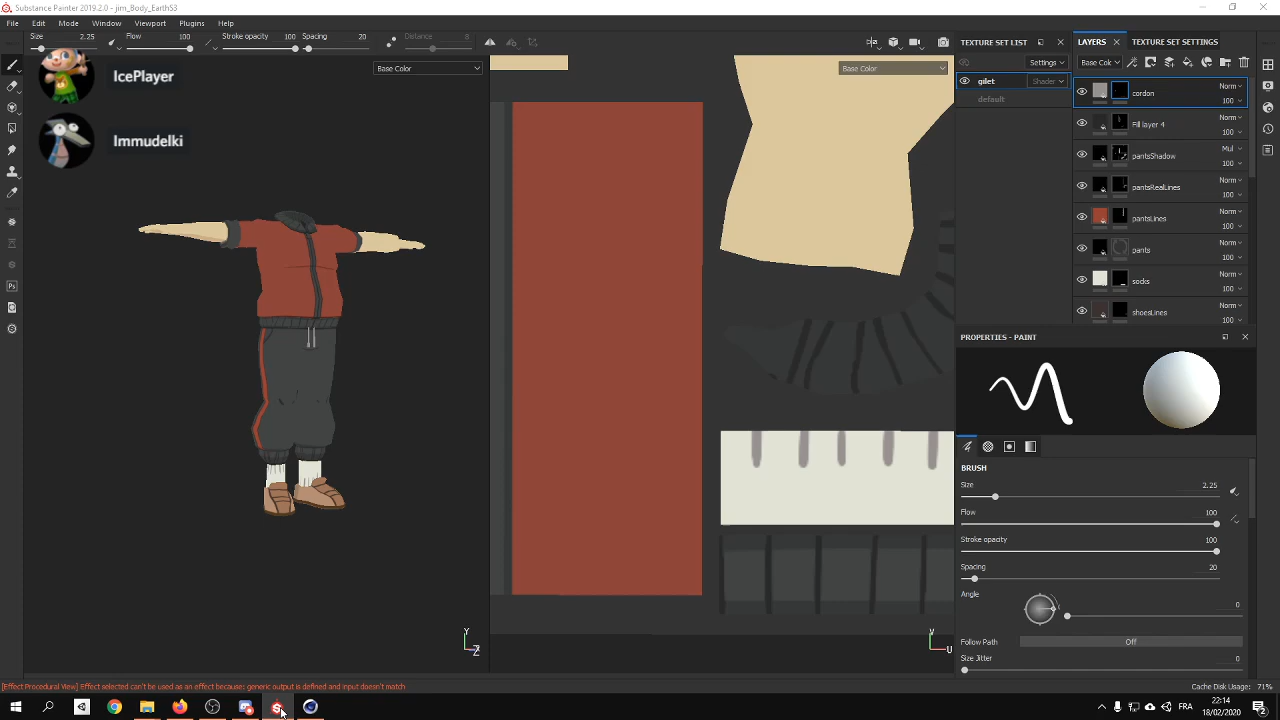 Substance Painter 2019.2.0 - jim_Body_EarthS3
File Edit Mode Window Viewport Plugins Help
Size 2.25 Flow 100 Stroke opacity 100 Spacing 20 Distance 8
IcePlayer
Immudelki
Base Color
Base Color
TEXTURE SET LIST
Settings
gilet Shader
default
LAYERS TEXTURE SET SETTINGS
Base Col
cordon Norm 100
Fill layer 4 Norm 100
pantsShadow Mul 100
pantsRealLines Norm 100
pantsLines Norm 100
pants Norm 100
socks Norm 100
shoesLines Norm
PROPERTIES - PAINT
BRUSH
Size 2.25
Flow 100
Stroke opacity 100
Spacing 20
Angle 0
Follow Path Off
Size Jitter 0
Y
Z
V
U
[Effect Procedural View] Effect selected can't be used as an effect because: generic output is defined and input doesn't match
Cache Disk Usage: 71%
FRA
22:14
18/02/2020
2